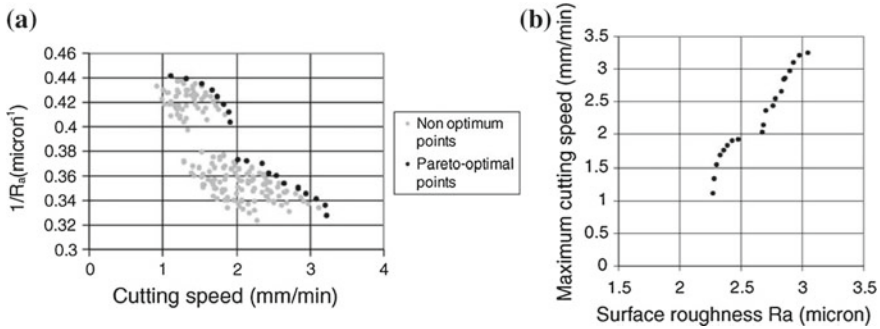 (a)
1/Ra(micron-1)
0.46
0.44
0.42
0.4
0.38
0.36
0.34
0.32
0.3
0
1
2
3
4
Cutting speed (mm/min)
Non optimum
points
Pareto-optimal
points
(b)
Maximum cutting speed (mm/min)
3.5
3
2.5
2
1.5
1
0.5
0
1.5
2
2.5
3
3.5
Surface roughness Ra (micron)